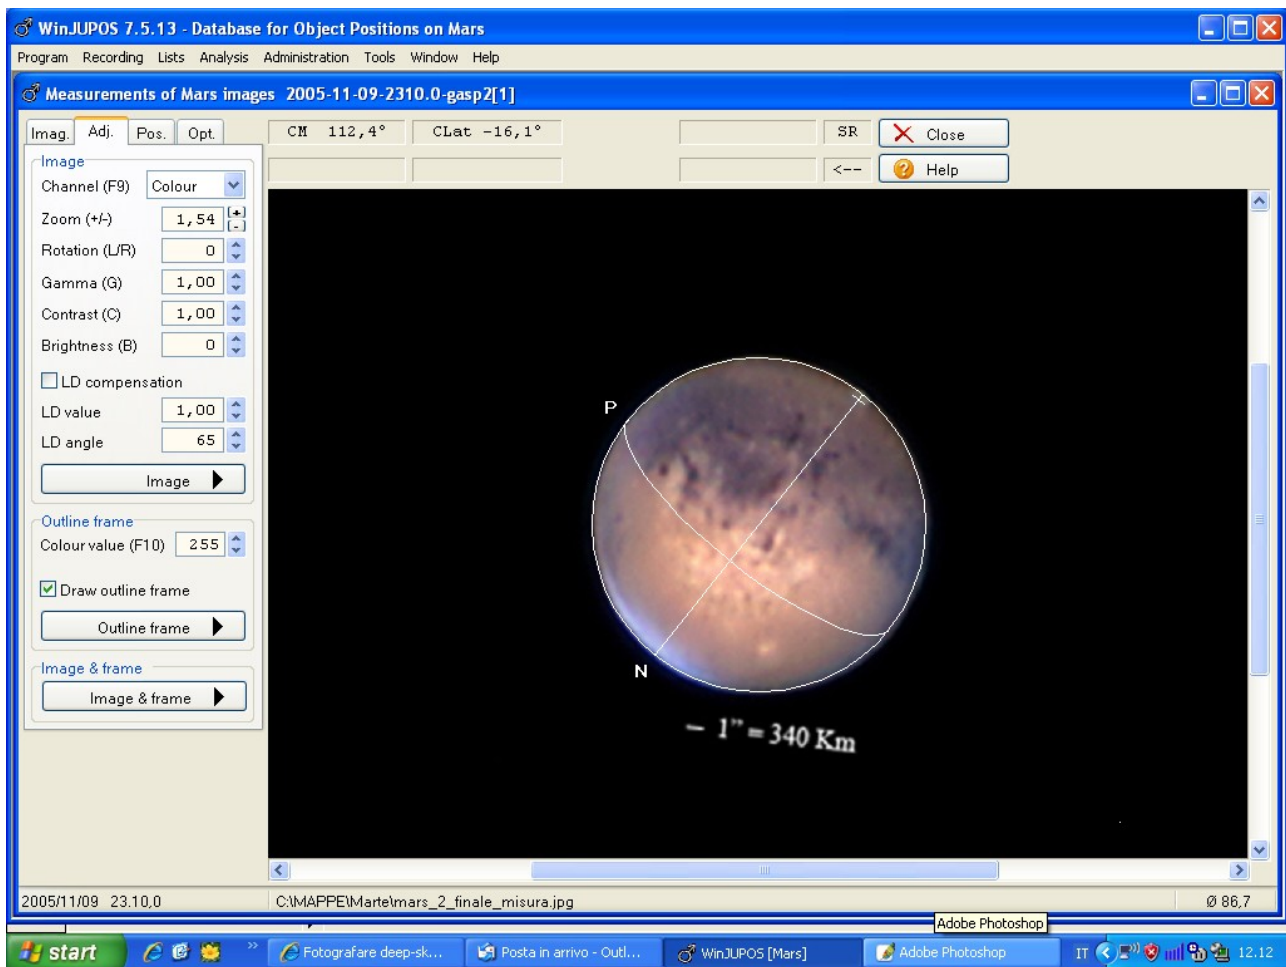 WinJUPOS 7.5.13 - Database for Object Positions on Mars
Program Recording Lists Analysis Administration Tools Window Help
Measurements of Mars images 2005-11-09-2310.0-gasp2[1]
Imag. Adj. Pos. Opt.
CM 112,4° CLat -16,1° SR Close
<-- Help
Image
Channel (F9) Colour
Zoom (+/-) 1,54 [+] [-]
Rotation (L/R) 0
Gamma (G) 1,00
Contrast (C) 1,00
Brightness (B) 0
LD compensation
LD value 1,00
LD angle 65
Image
Outline frame
Colour value (F10) 255
Draw outline frame
Outline frame
Image & frame
Image & frame
P
N
– 1” = 340 Km
2005/11/09 23.10,0 C:\MAPPE\Marte\mars_2_finale_misura.jpg Ø 86,7
Adobe Photoshop
start » Fotografare deep-sk... Posta in arrivo - Outl... WinJUPOS [Mars] Adobe Photoshop IT 12.12